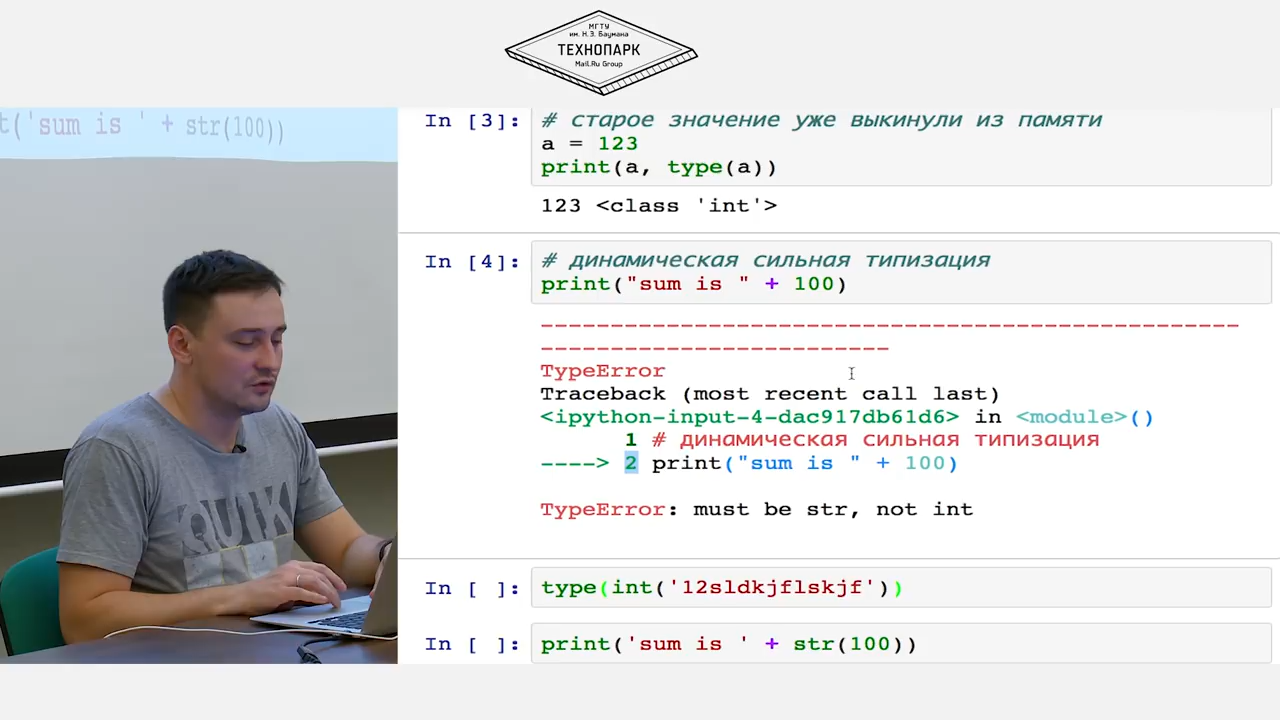 МГТУ
им. Н.Э. Баумана
ТЕХНОПАРК
Mail.Ru Group
t('sum is ' + str(100))
In [3]:
# старое значение уже выкинули из памяти
a = 123
print(a, type(a))
123 <class 'int'>
In [4]:
# динамическая сильная типизация
print("sum is " + 100)
---------------------------------------------------------------------------
TypeError
Traceback (most recent call last)
<ipython-input-4-dac917db61d6> in <module>()
1 # динамическая сильная типизация
----> 2 print("sum is " + 100)
TypeError: must be str, not int
In [ ]:
type(int('12sldkjflskjf'))
In [ ]:
print('sum is ' + str(100))
QUIK